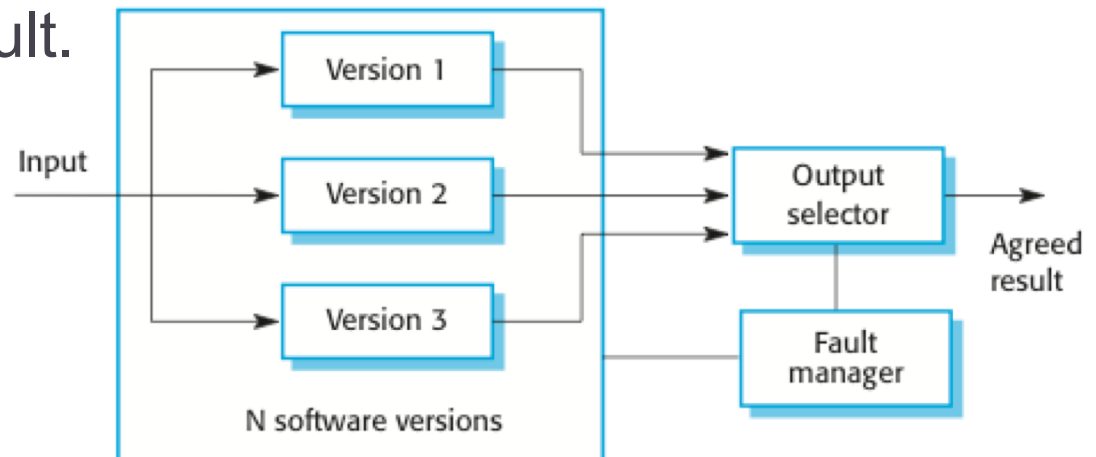 ult.
Version 1
Input
Version 2
Output
selector
Agreed
result
Version 3
Fault
manager
N software versions